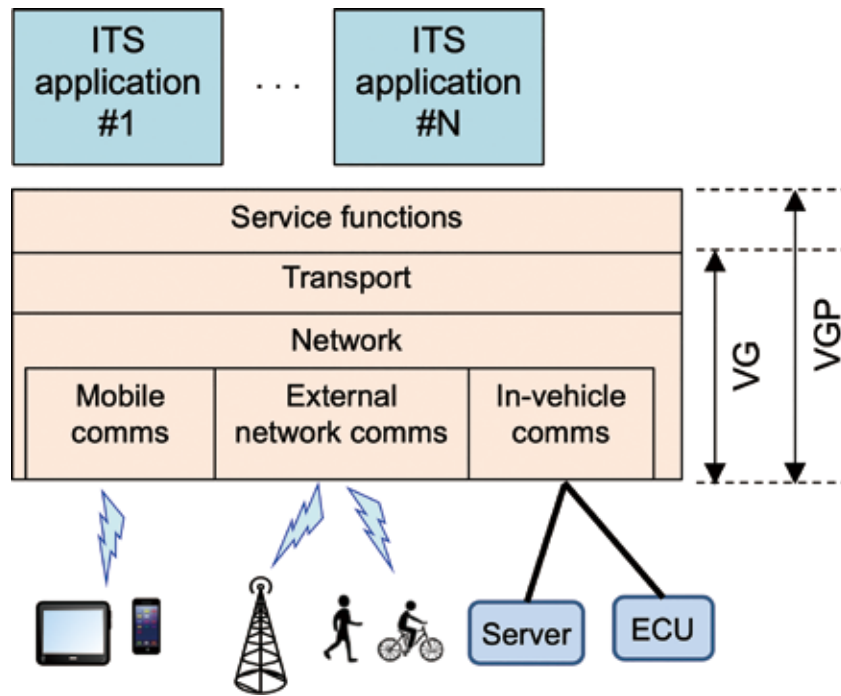 ITS
application
#1
. . .
ITS
application
#N
Service functions
Transport
Network
Mobile
comms
External
network comms
In-vehicle
comms
VG
VGP
Server
ECU